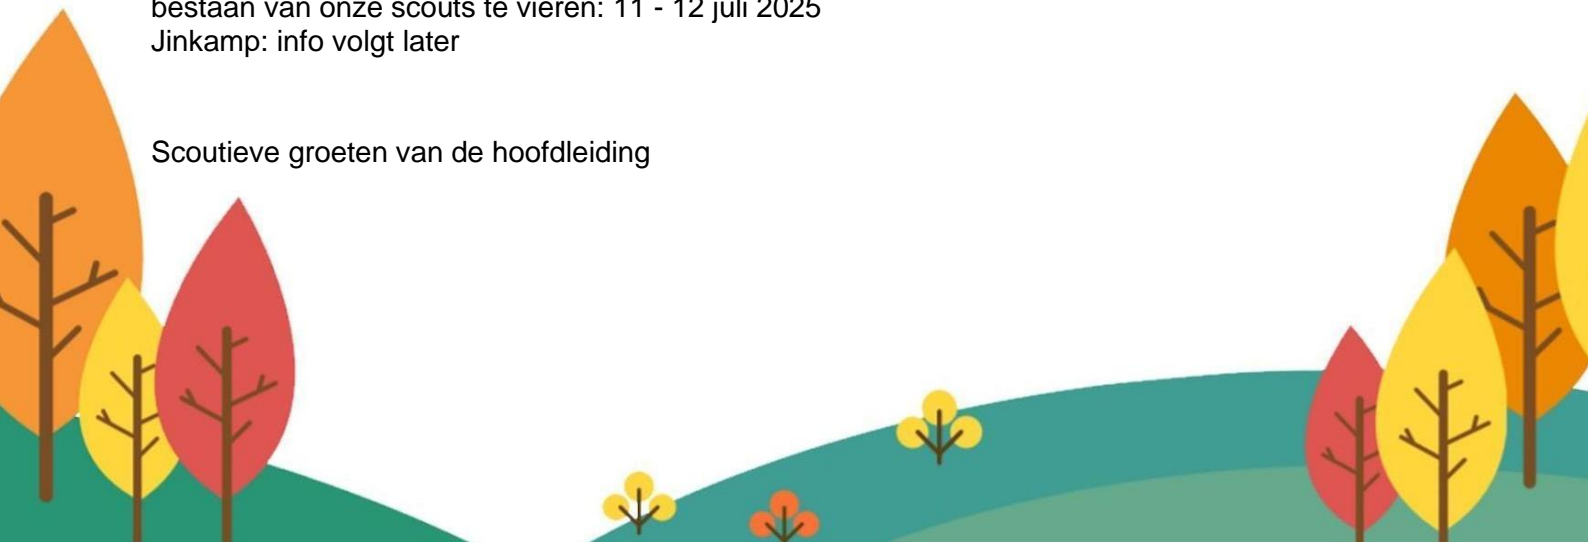 bestaan van onze scouts te vieren: 11 - 12 juli 2025
Jinkamp: info volgt later
Scoutieve groeten van de hoofdleiding